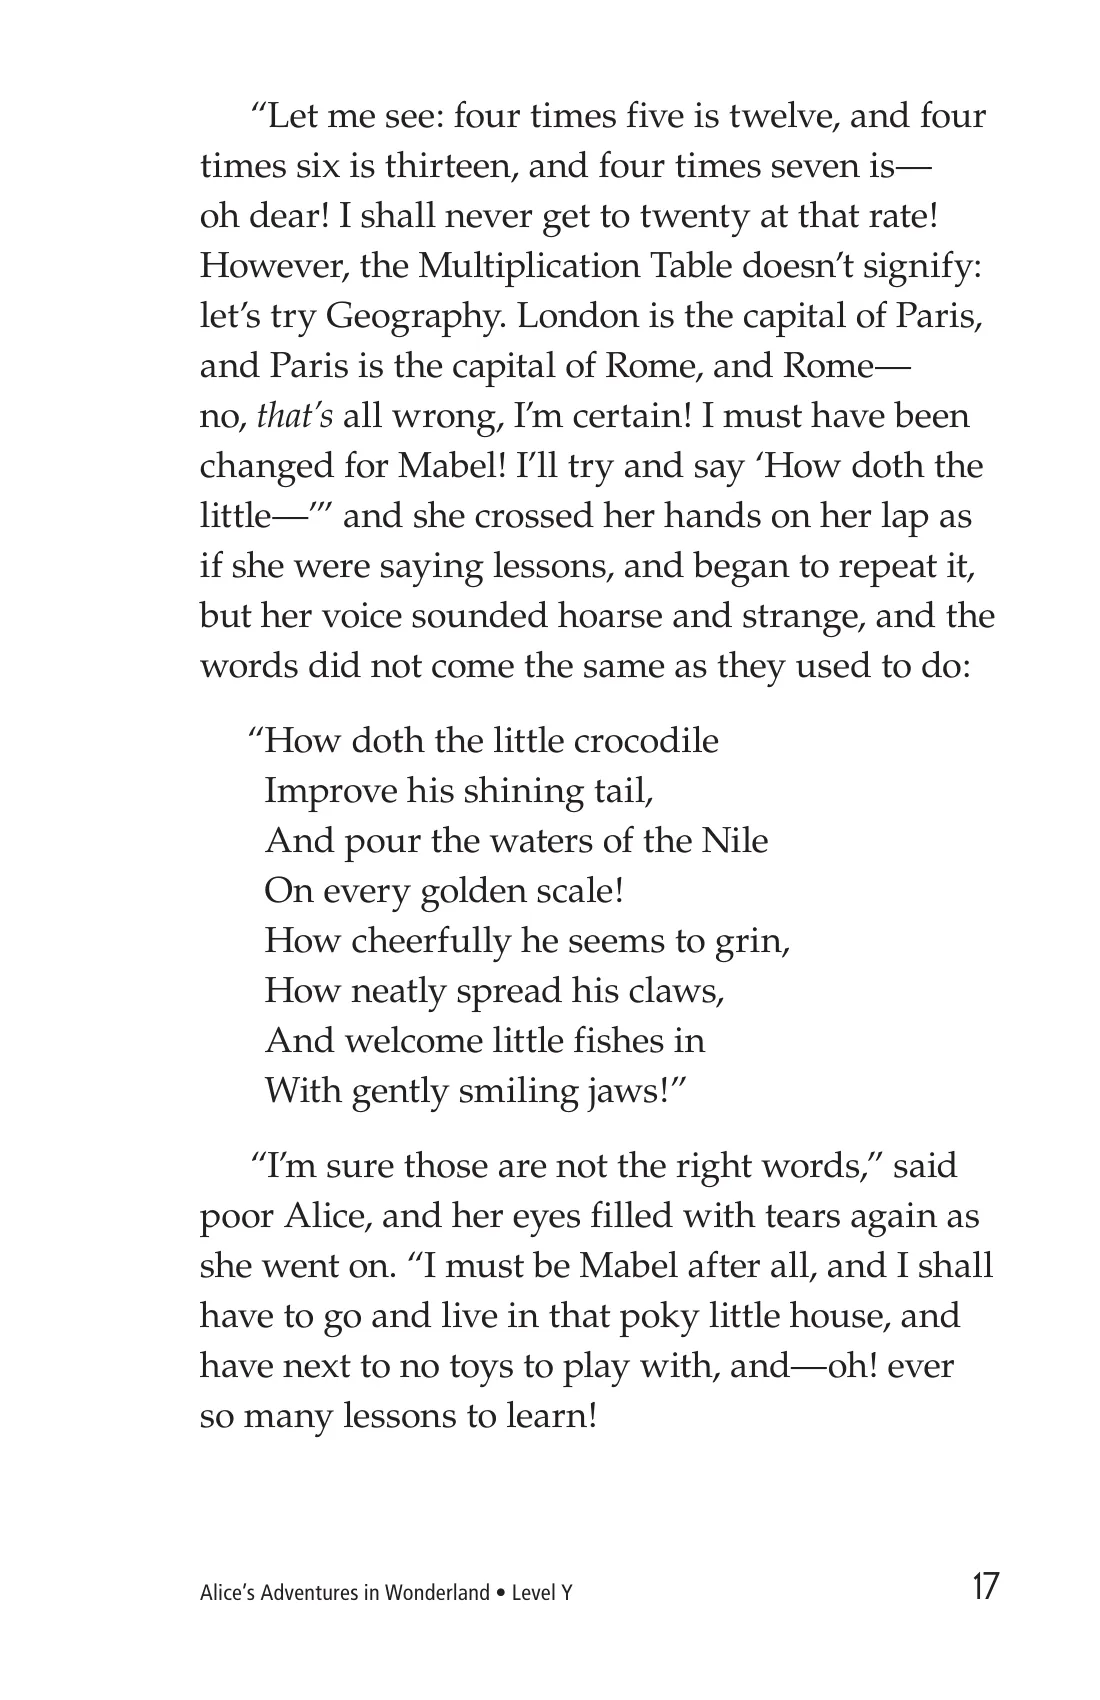 “Let me see: four times five is twelve, and four
times six is thirteen, and four times seven is—
oh dear! I shall never get to twenty at that rate!
However, the Multiplication Table doesn’t signify:
let’s try Geography. London is the capital of Paris,
and Paris is the capital of Rome, and Rome—
no, that’s all wrong, I’m certain! I must have been
changed for Mabel! I’ll try and say ‘How doth the
little—’” and she crossed her hands on her lap as
if she were saying lessons, and began to repeat it,
but her voice sounded hoarse and strange, and the
words did not come the same as they used to do:
“How doth the little crocodile
Improve his shining tail,
And pour the waters of the Nile
On every golden scale!
How cheerfully he seems to grin,
How neatly spread his claws,
And welcome little fishes in
With gently smiling jaws!”
“I’m sure those are not the right words,” said
poor Alice, and her eyes filled with tears again as
she went on. “I must be Mabel after all, and I shall
have to go and live in that poky little house, and
have next to no toys to play with, and—oh! ever
so many lessons to learn!
Alice’s Adventures in Wonderland • Level Y 17